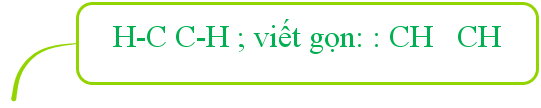 H-C C-H ; viết gọn: : CH CH